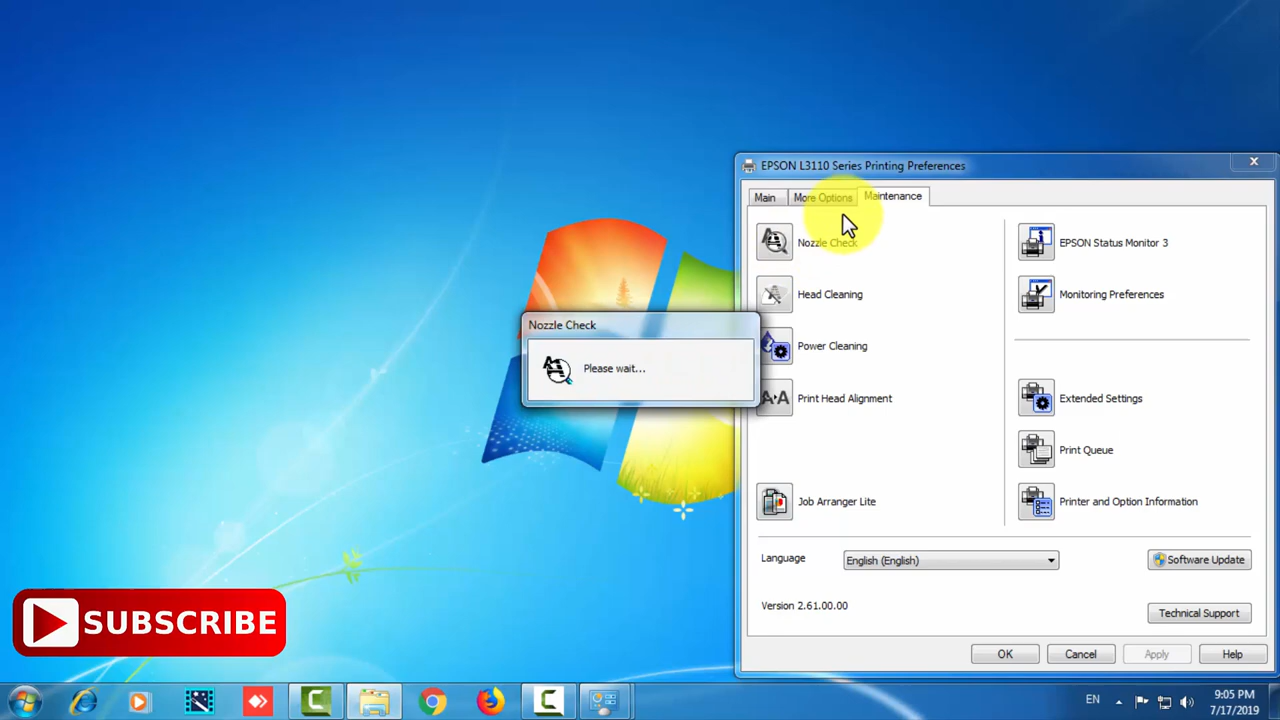 EPSON L3110 Series Printing Preferences
Main
More Options
Maintenance
Nozzle Check
EPSON Status Monitor 3
Head Cleaning
Monitoring Preferences
Nozzle Check
Please wait...
Power Cleaning
Print Head Alignment
Extended Settings
Print Queue
Job Arranger Lite
Printer and Option Information
Language
English (English)
Software Update
Version 2.61.00.00
Technical Support
OK
Cancel
Apply
Help
SUBSCRIBE
EN
9:05 PM
7/17/2019